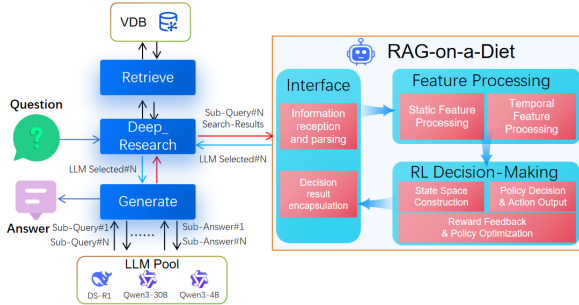 VDB
Retrieve
Question
Deep_
Research
Sub-Query#N
Search-Results
LLM Selected#N
LLM Selected#N
Generate
Answer
Sub-Query#1
Sub-Query#N
......
Sub-Answer#1
Sub-Answer#N
LLM Pool
DS-R1
Qwen3-30B
Qwen3-4B
RAG-on-a-Diet
Interface
Information
reception
and parsing
Decision
result
encapsulation
Feature Processing
Static Feature
Processing
Temporal
Feature
Processing
RL Decision-Making
State Space
Construction
Policy Decision
& Action Output
Reward Feedback
& Policy Optimization